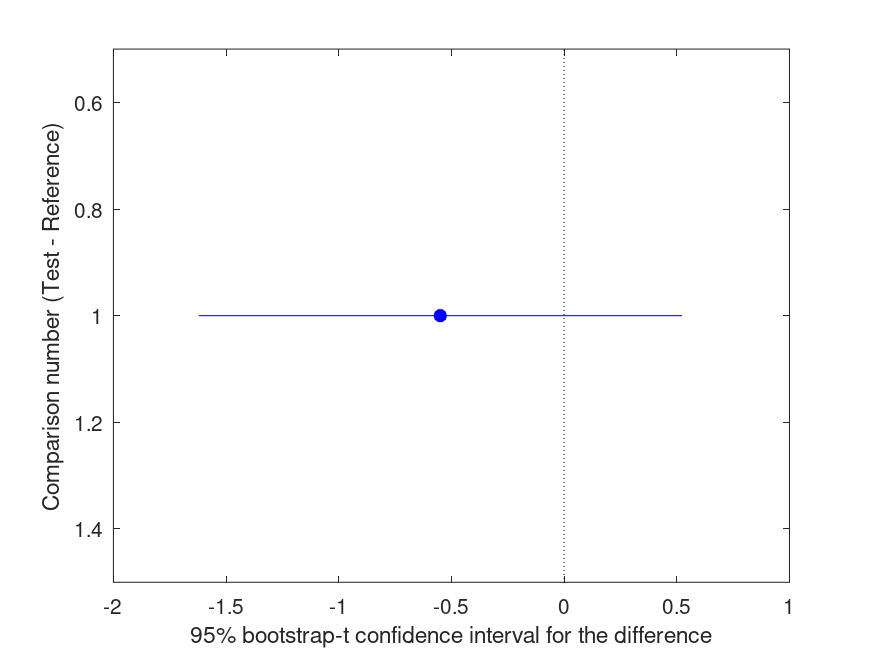 Comparison number (Test - Reference)
0.6
0.8
1
1.2
1.4
-2 -1.5 -1 -0.5 0 0.5 1
95% bootstrap-t confidence interval for the difference